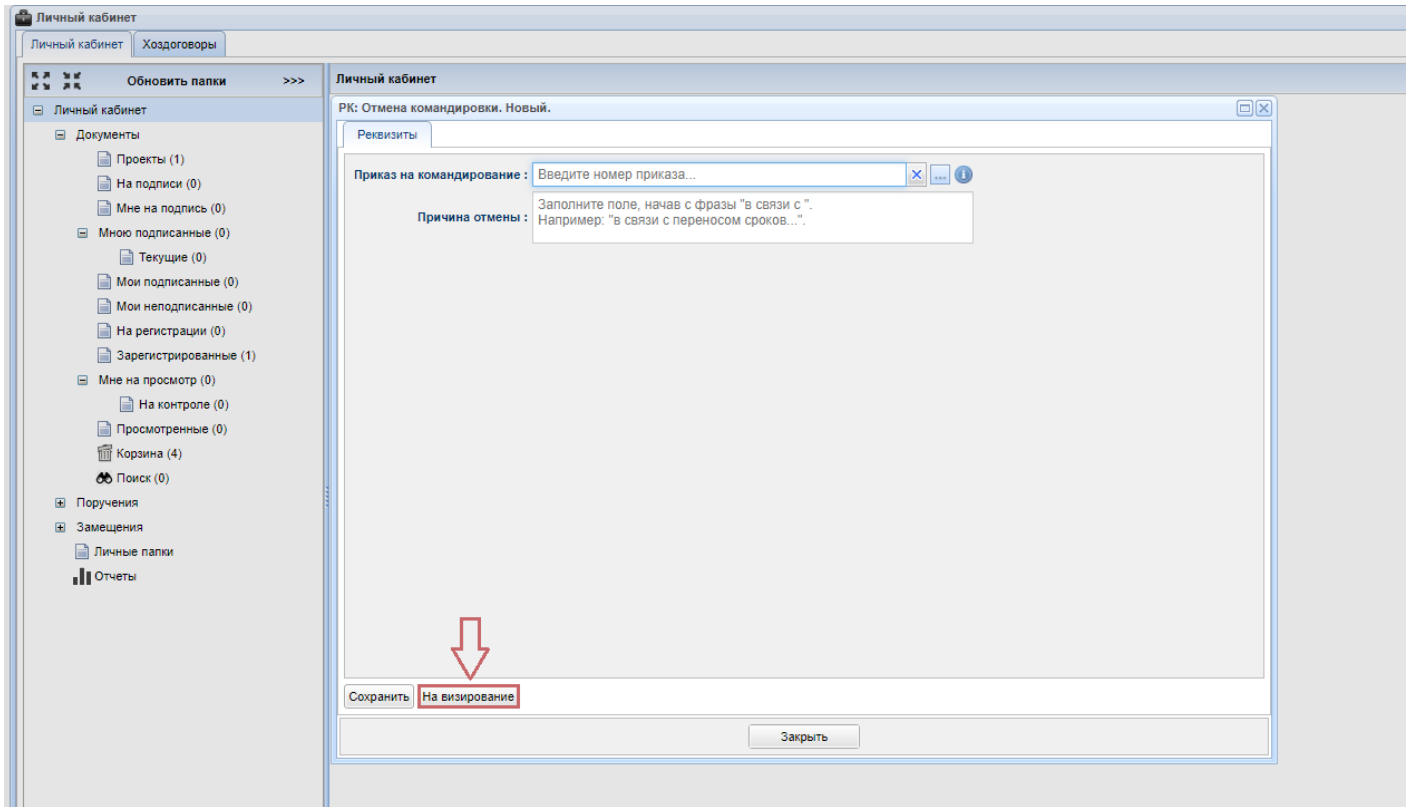 Личный кабинет
Личный кабинет Хоздоговоры
Обновить папки >>>
Личный кабинет
Документы
Проекты (1)
На подписи (0)
Мне на подпись (0)
Мною подписанные (0)
Текущие (0)
Мои подписанные (0)
Мои неподписанные (0)
На регистрации (0)
Зарегистрированные (1)
Мне на просмотр (0)
На контроле (0)
Просмотренные (0)
Корзина (4)
Поиск (0)
Поручения
Замещения
Личные папки
Отчеты
Личный кабинет
РК: Отмена командировки. Новый.
Реквизиты
Приказ на командирование : Введите номер приказа... ...
Причина отмены : Заполните поле, начав с фразы "в связи с ".
Например: "в связи с переносом сроков...".
Сохранить На визирование
Закрыть